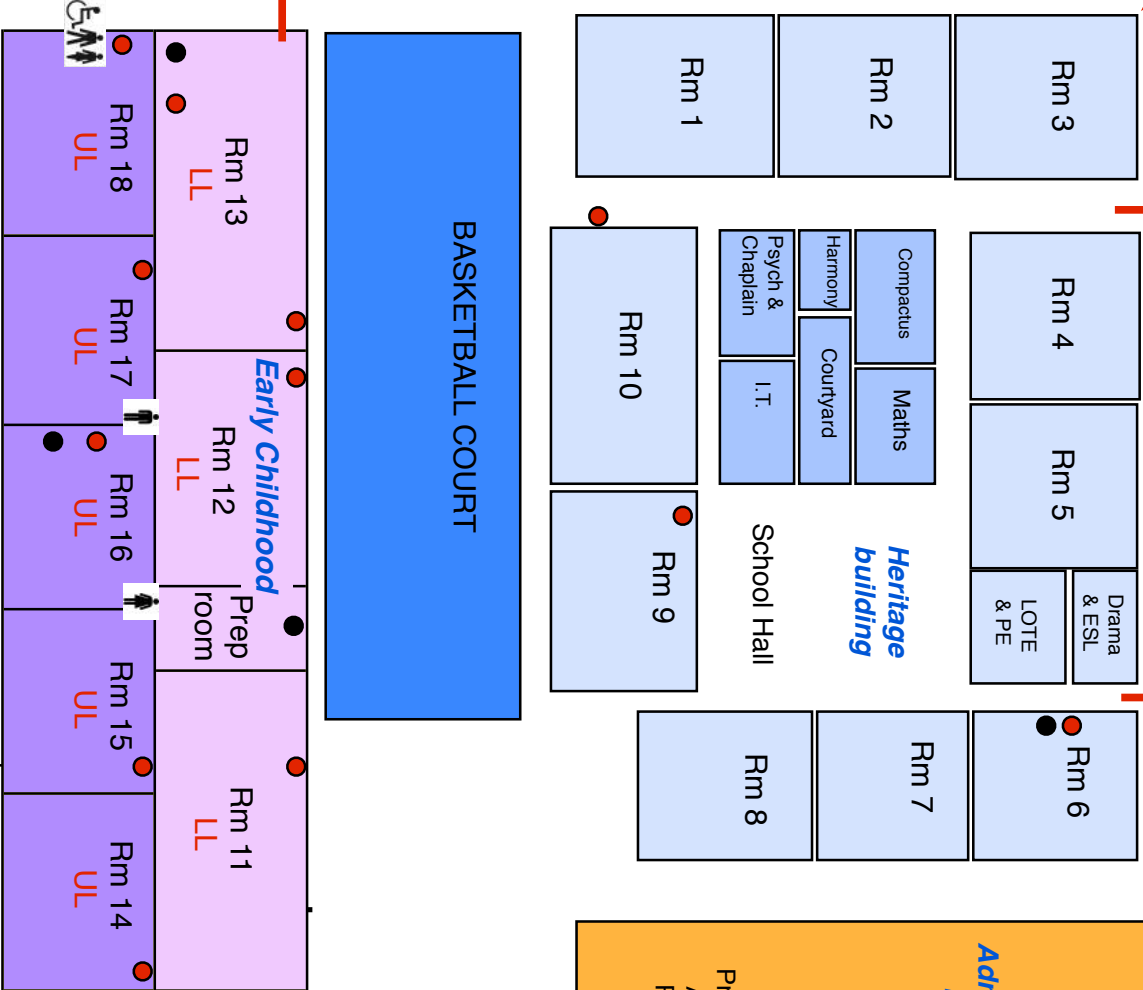 Rm 3
Rm 2
Rm 1
Rm 4
Rm 5
Drama
& ESL
LOTE
& PE
Compactus
Maths
Harmony
Courtyard
Psych &
Chaplain
I.T.
Heritage
building
School Hall
Rm 10
Rm 9
Rm 6
Rm 7
Rm 8
BASKETBALL COURT
Early Childhood
Rm 13
LL
Rm 12
LL
Prep
room
Rm 11
LL
Rm 18
UL
Rm 17
UL
Rm 16
UL
Rm 15
UL
Rm 14
UL